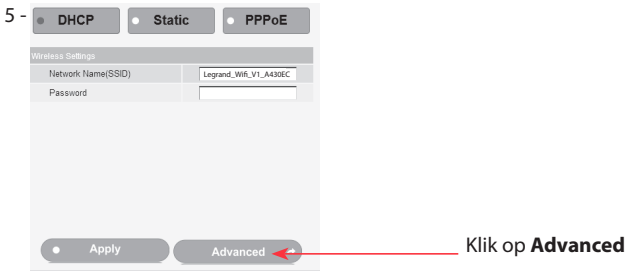 5 - DHCP Static PPPoE
Wireless Settings
Network Name(SSID) Legrand_Wifi_V1_A430EC
Password
Apply Advanced
Klik op Advanced